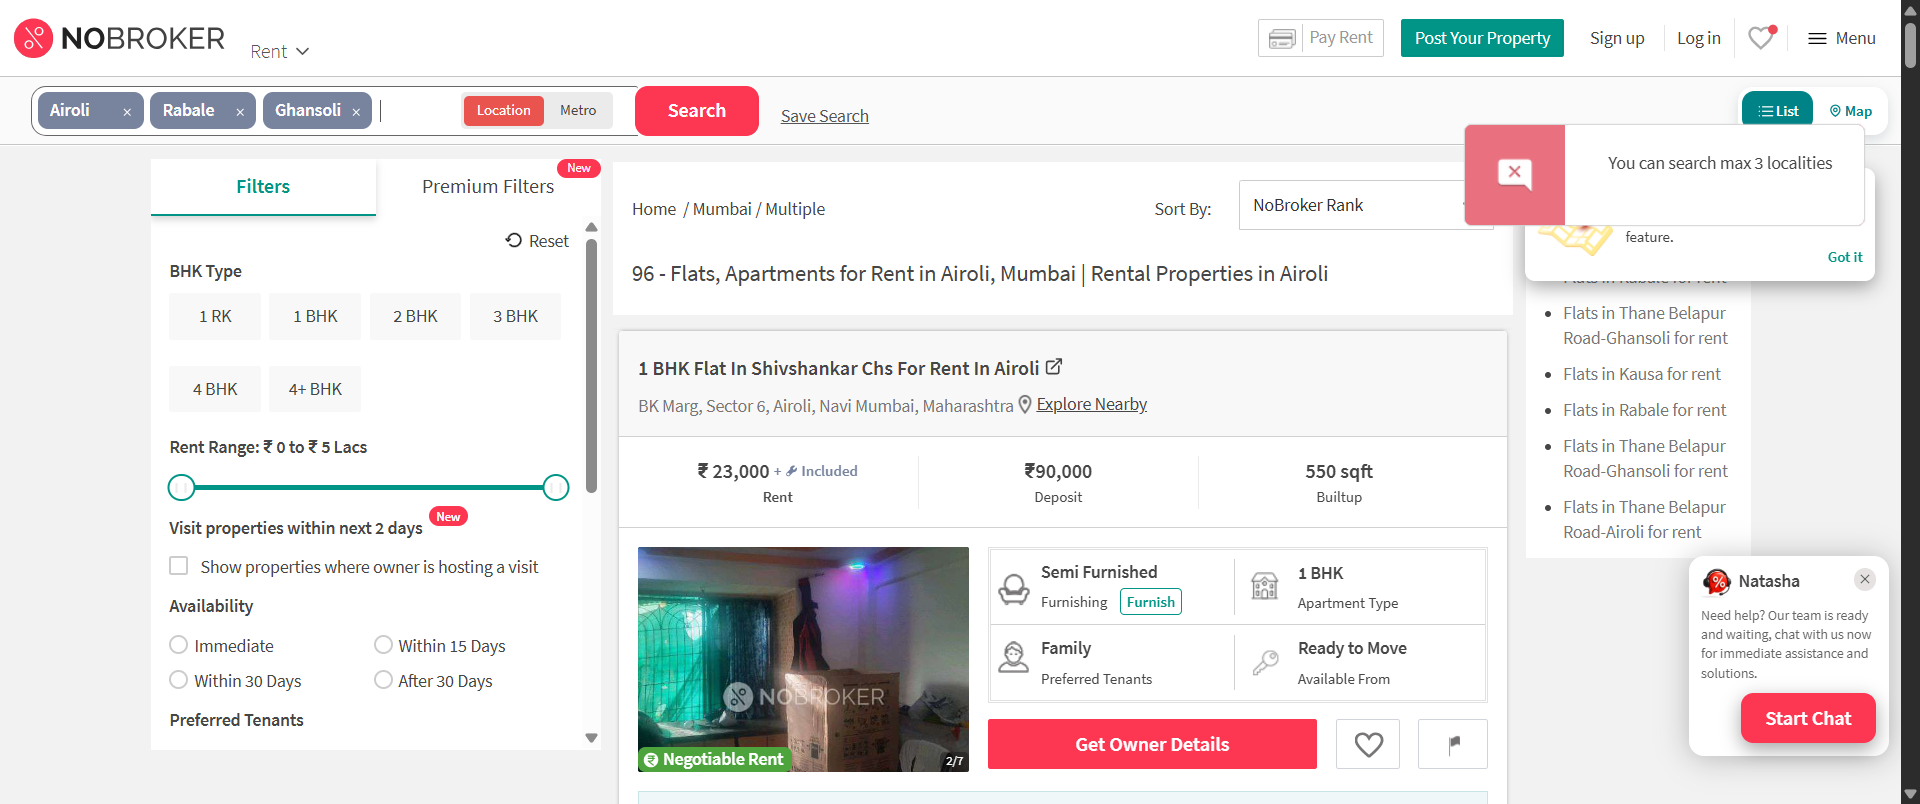 NOBROKER
Rent
Pay Rent
Post Your Property
Sign up
Log in
Menu
Airoli ×
Rabale ×
Ghansoli ×
Location
Metro
Search
Save Search
List
Map
You can search max 3 localities
feature.
Got it
Filters
Premium Filters
New
Reset
BHK Type
1 RK
1 BHK
2 BHK
3 BHK
4 BHK
4+ BHK
Rent Range: ₹ 0 to ₹ 5 Lacs
Visit properties within next 2 days
New
Show properties where owner is hosting a visit
Availability
Immediate
Within 15 Days
Within 30 Days
After 30 Days
Preferred Tenants
Home / Mumbai / Multiple
Sort By:
NoBroker Rank
96 - Flats, Apartments for Rent in Airoli, Mumbai | Rental Properties in Airoli
1 BHK Flat In Shivshankar Chs For Rent In Airoli
BK Marg, Sector 6, Airoli, Navi Mumbai, Maharashtra
Explore Nearby
₹ 23,000 + Included
Rent
₹90,000
Deposit
550 sqft
Builtup
NOBROKER
Negotiable Rent
2/7
Semi Furnished
Furnishing
Furnish
1 BHK
Apartment Type
Family
Preferred Tenants
Ready to Move
Available From
Get Owner Details
Flats in Rabale for rent
Flats in Thane Belapur
Road-Ghansoli for rent
Flats in Kausa for rent
Flats in Rabale for rent
Flats in Thane Belapur
Road-Ghansoli for rent
Flats in Thane Belapur
Road-Airoli for rent
Natasha
Need help? Our team is ready
and waiting, chat with us now
for immediate assistance and
solutions.
Start Chat